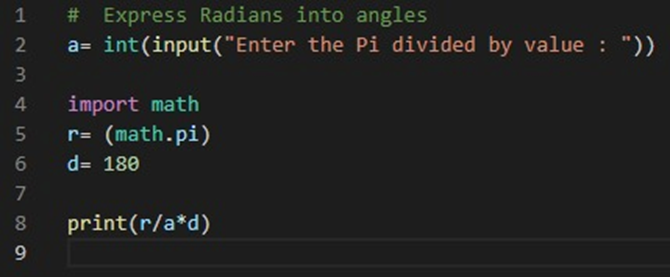 1 #  Express Radians into angles
2 a= int(input("Enter the Pi divided by value : "))
3
4 import math
5 r= (math.pi)
6 d= 180
7
8 print(r/a*d)
9